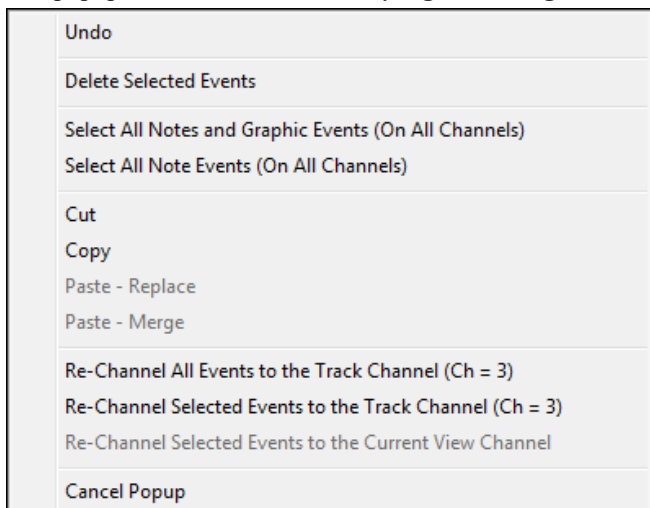 Undo
Delete Selected Events
Select All Notes and Graphic Events (On All Channels)
Select All Note Events (On All Channels)
Cut
Copy
Paste - Replace
Paste - Merge
Re-Channel All Events to the Track Channel (Ch = 3)
Re-Channel Selected Events to the Track Channel (Ch = 3)
Re-Channel Selected Events to the Current View Channel
Cancel Popup